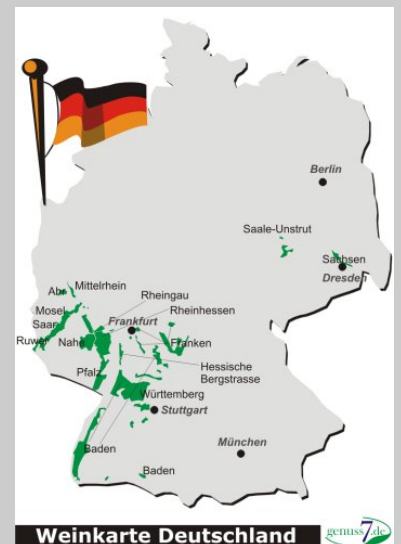 Berlin
Saale-Unstrut
Sachsen
Dresden
Ahr
Mittelrhein
Rheingau
Mosel
Saar
Rheinhessen
Frankfurt
Ruwer
Nahe
Franken
Pfalz
Hessische
Bergstrasse
Württemberg
Stuttgart
Baden
München
Baden
Weinkarte Deutschland
genuss7.de